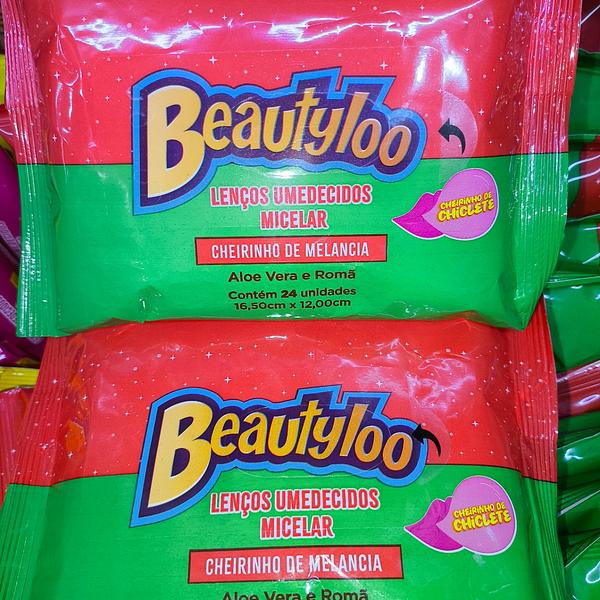 Beautyloo
LENÇOS UMEDECIDOS
MICELAR
CHEIRINHO DE
CHICLETE
CHEIRINHO DE MELANCIA
Aloe Vera e Romã
Contém 24 unidades
16,50cm x 12,00cm
Beautyloo
LENÇOS UMEDECIDOS
MICELAR
CHEIRINHO DE
CHICLETE
CHEIRINHO DE MELANCIA
Aloe Vera e Romã